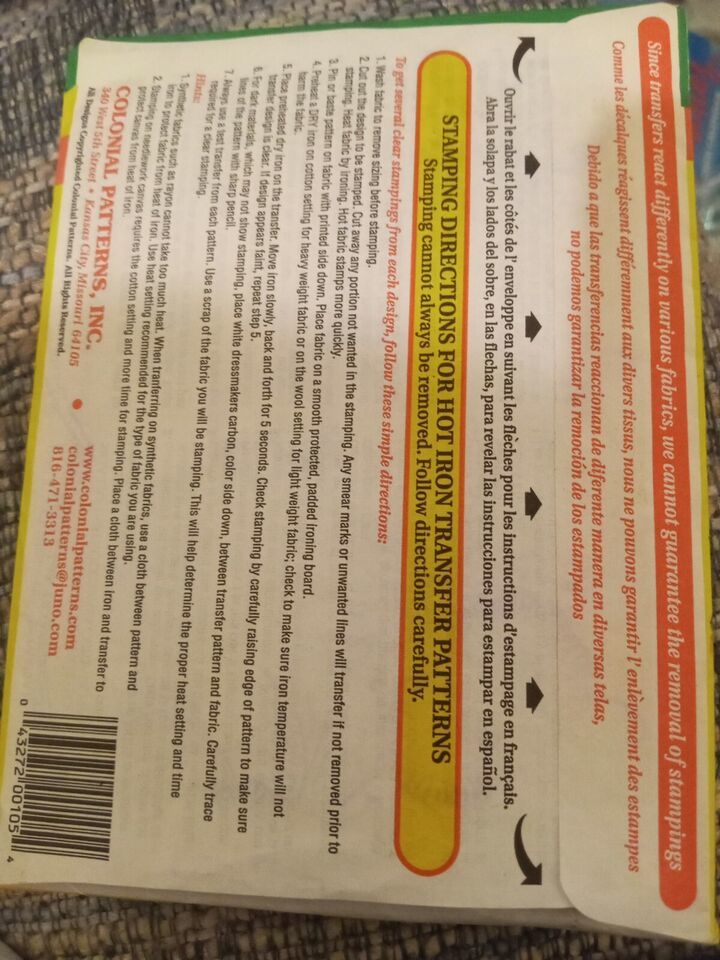 Since transfers react differently on various fabrics, we cannot guarantee the removal of stampings
Comme les décalques réagissent différemment aux divers tissus, nous ne pouvons garantir l'enlèvement des estampes
Debido a que las transferencias reaccionan de diferente manera en diversas telas,
no podemos garantizar la remoción de los estampados
Ouvrir le rabat et les côtés de l'enveloppe en suivant les flèches pour les instructions d'estampage en français.
Abra la solapa y los lados del sobre, en las flechas, para revelar las instrucciones para estampar en español.
STAMPING DIRECTIONS FOR HOT IRON TRANSFER PATTERNS
Stamping cannot always be removed. Follow directions carefully.
To get several clear stampings from each design, follow these simple directions:
1. Wash fabric to remove sizing before stamping.
2. Cut out the design to be stamped. Cut away any portion not wanted in the stamping. Any smear marks or unwanted lines will transfer if not removed prior to
stamping. Heat fabric by ironing. Hot fabric stamps more quickly.
3. Pin or baste pattern on fabric with printed side down. Place fabric on a smooth protected, padded ironing board.
4. Preheat a DRY iron on cotton setting for heavy weight fabric or on the wool setting for light weight fabric; check to make sure iron temperature will not
harm the fabric.
5. Place preheated dry iron on the transfer. Move iron slowly, back and forth for 5 seconds. Check stamping by carefully raising edge of pattern to make sure
transfer design is clear. If design appears faint, repeat step 5.
6. For dark materials, which may not show stamping, place white dressmakers carbon, color side down, between transfer pattern and fabric. Carefully trace
lines of the pattern with sharp pencil.
7. Always use a test transfer from each pattern. Use a scrap of the fabric you will be stamping. This will help determine the proper heat setting and time
requires for a clear stamping.
Hints:
1. Synthetic fabrics such as rayon cannot take too much heat. When tranferring on synthetic fabrics, use a cloth between pattern and
iron to protect fabric from heat of iron. Use heat setting recommended for the type of fabric you are using.
2. Stamping on needlework canvas requires the cotton setting and more time for stamping. Place a cloth between iron and transfer to
protect canvas from heat of iron.
COLONIAL PATTERNS, INC.
340 West 5th Street • Kansas City, Missouri 64105
All Designs Copyrighted Colonial Patterns. All Rights Reserved.
www.colonialpatterns.com
colonialpatterns@juno.com
816-471-3313
0 43272 00105 4